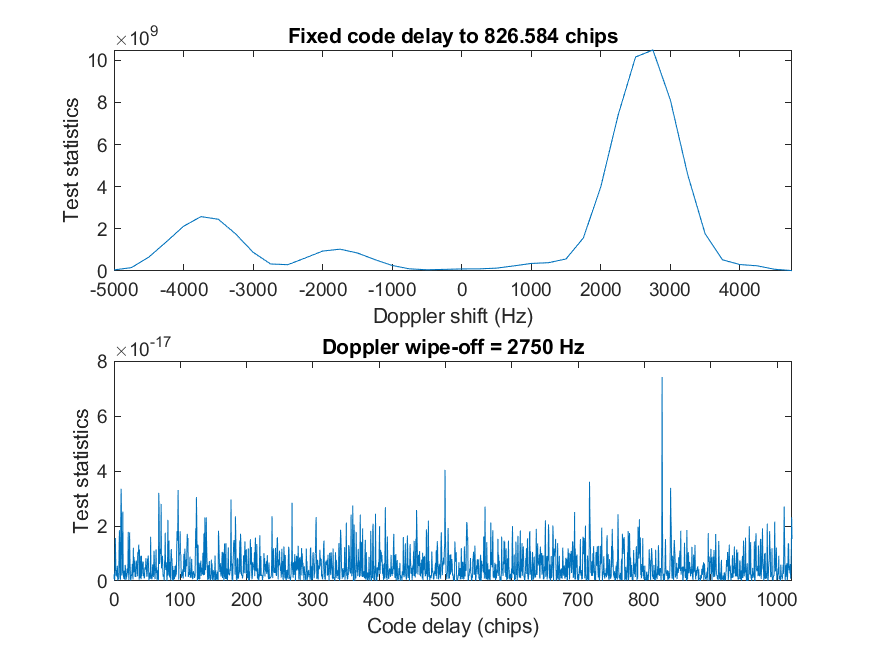 ×10^9
Fixed code delay to 826.584 chips
10
8
6
4
2
0
Test statistics
-5000 -4000 -3000 -2000 -1000 0 1000 2000 3000 4000
Doppler shift (Hz)
×10^-17
Doppler wipe-off = 2750 Hz
8
6
4
2
0
Test statistics
0 100 200 300 400 500 600 700 800 900 1000
Code delay (chips)